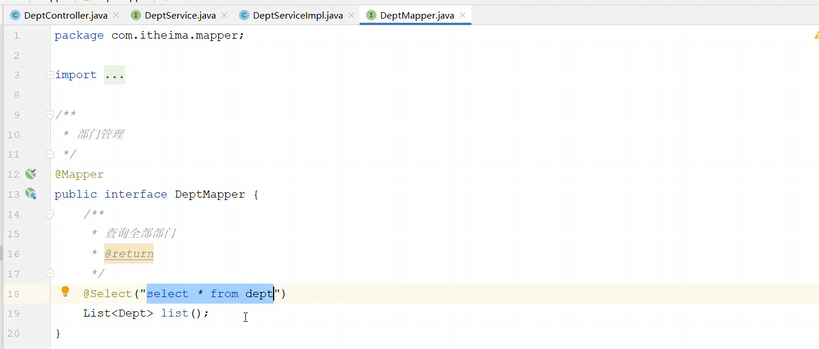 DeptController.java DeptService.java DeptServiceImpl.java DeptMapper.java
1 package com.itheima.mapper;
2
3 import ...
8
9 /**
10 * 部门管理
11 */
12 @Mapper
13 public interface DeptMapper {
14 /**
15 * 查询全部部门
16 * @return
17 */
18 @Select("select * from dept")
19 List<Dept> list();
20 }